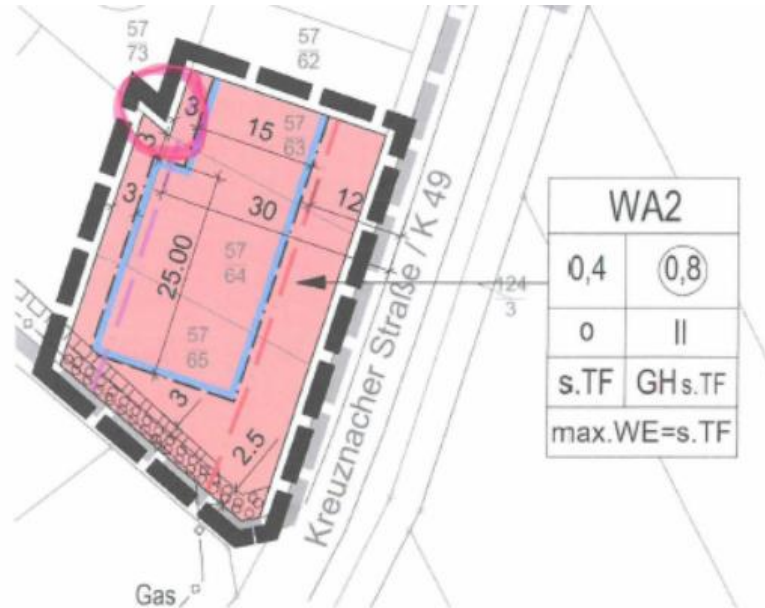 57
73
57
62
3
15
57
63
3
3
30
12
25.00
57
64
57
65
3
2.5
Kreuznacher Straße / K 49
124
3
WA2
0,4
0,8
o
II
s.TF
GH s.TF
max.WE=s.TF
Gas